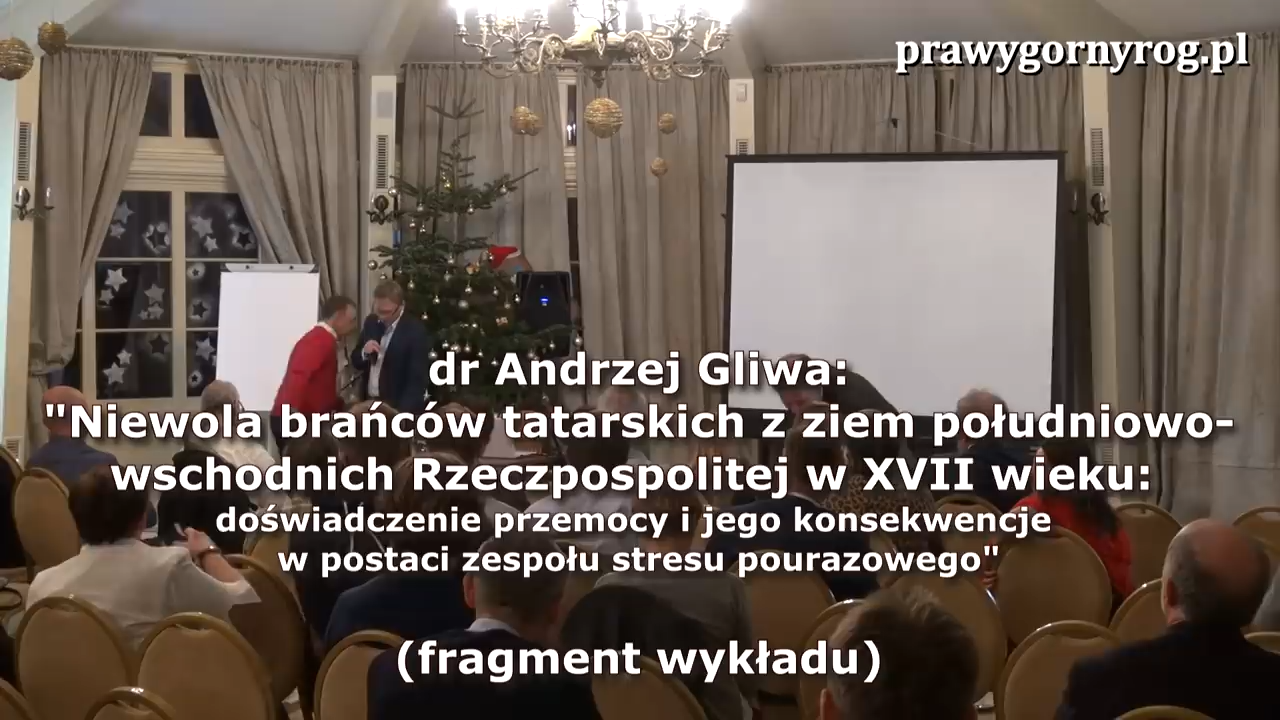 prawygornyrog.pl
dr Andrzej Gliwa:
"Niewola brańców tatarskich z ziem południowo-
wschodnich Rzeczpospolitej w XVII wieku:
doświadczenie przemocy i jego konsekwencje
w postaci zespołu stresu pourazowego"
(fragment wykładu)